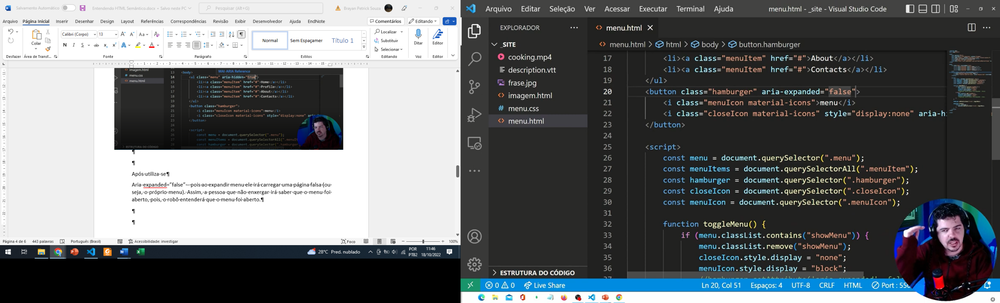 Salvamento Automático
Entendendo HTML Semântico.docx • Salvo neste PC
Pesquisar (Alt+G)
Brayan Petrick Souza
Arquivo Página Inicial Inserir Desenhar Design Layout Referências Correspondências Revisão Exibir Desenvolvedor Ajuda EndNote
Comentários Editando
Calibri (Corpo) 13
Colar
Normal Sem Espaçamer Título 1
Localizar
Substituir
Selecionar
Ditar Editor
Desfazer Área de Transf... Fonte Parágrafo Estilos Editando Voz Editor
imagem.html
menu.css
menu.html
WAI-ARIA Reference
13 <body>
14 <ul class="menu" aria-hidden="true">
15 <li><a class="menuItem" href="#">Home</a></li>
16 <li><a class="menuItem" href="#">Profile</a></li>
17 <li><a class="menuItem" href="#">About</a></li>
18 <li><a class="menuItem" href="#">Contacts</a></li>
19 </ul>
20 <button class="hamburger">
21 <i class="menuIcon material-icons">menu</i>
22 <i class="closeIcon material-icons" style="display:none"
23 </button>
24
25 <script>
26 const menu = document.querySelector(".menu");
27 const menuItems = document.querySelectorAll(".menuIt
28 const hamburger = document.querySelector(".hamburger
ESTRUTURA DO CÓDIGO
¶
¶
Após·utiliza-se¶
Aria-expanded="false"·–·pois·ao·expandir·menu·ele·irá·carregar·uma·página·falsa·(ou·
seja,·o·próprio·menu).·Assim,·a·pessoa·que·não·enxergar·irá·saber·que·o·menu·foi·
aberto,·pois,·o·robô·entenderá·que·o·menu·foi·aberto.¶
¶
¶
Página 4 de 6 443 palavras Português (Brasil) Acessibilidade: investigar Foco 100%
28°C Pred. nublado POR PTB2 11:46 18/10/2022
Arquivo Editar Seleção Ver Acessar Executar Terminal Ajuda menu.html - _site - Visual Studio Code
EXPLORADOR
_SITE
cooking.mp4
description.vtt
frase.jpg
imagem.html
menu.css
menu.html
ESTRUTURA DO CÓDIGO
menu.html
menu.html > html > body > button.hamburger
17 <li><a class="menuItem" href="#">About</a></li>
18 <li><a class="menuItem" href="#">Contacts</a></li>
19 </ul>
20 <button class="hamburger" aria-expanded="false">
21 <i class="menuIcon material-icons">menu</i>
22 <i class="closeIcon material-icons" style="display:none" aria-h
23 </button>
24
25 <script>
26 const menu = document.querySelector(".menu");
27 const menuItems = document.querySelectorAll(".menuItem");
28 const hamburger = document.querySelector(".hamburger");
29 const closeIcon = document.querySelector(".closeIcon");
30 const menuIcon = document.querySelector(".menuIcon");
31
32 function toggleMenu() {
33 if (menu.classList.contains("showMenu")) {
34 menu.classList.remove("showMenu");
35 closeIcon.style.display = "none";
36 menuIcon.style.display = "block";
0 0 Live Share Ln 20, Col 51 Espaços: 4 UTF-8 CRLF HTML Port : 550